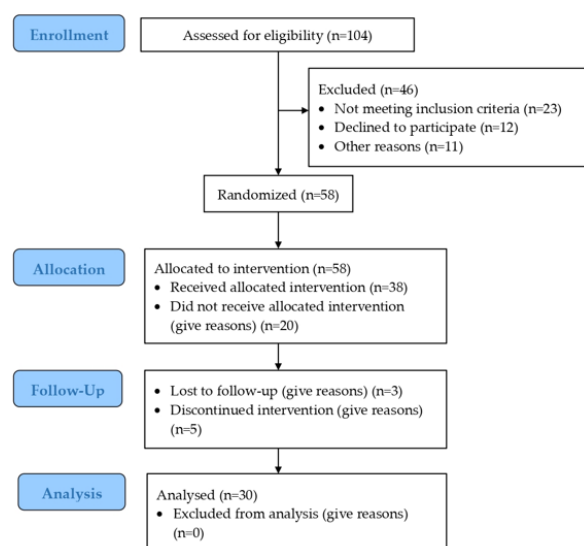 Enrollment
Assessed for eligibility (n=104)
Excluded (n=46)
• Not meeting inclusion criteria (n=23)
• Declined to participate (n=12)
• Other reasons (n=11)
Randomized (n=58)
Allocation
Allocated to intervention (n=58)
• Received allocated intervention (n=38)
• Did not receive allocated intervention
(give reasons) (n=20)
Follow-Up
• Lost to follow-up (give reasons) (n=3)
• Discontinued intervention (give reasons)
(n=5)
Analysis
Analysed (n=30)
• Excluded from analysis (give reasons)
(n=0)